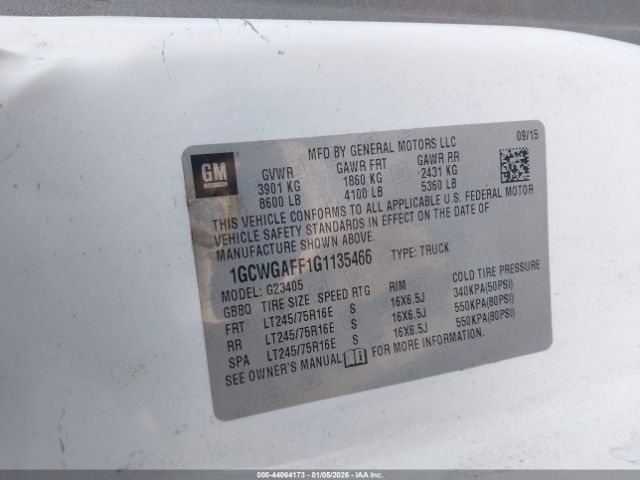 MFD BY GENERAL MOTORS LLC 09/15
GM
GVWR GAWR FRT GAWR RR
3901 KG 1860 KG 2431 KG
8600 LB 4100 LB 5360 LB
THIS VEHICLE CONFORMS TO ALL APPLICABLE U.S. FEDERAL MOTOR
VEHICLE SAFETY STANDARDS IN EFFECT ON THE DATE OF
MANUFACTURE SHOWN ABOVE.
1GCWGAFF1G1135466 TYPE: TRUCK
MODEL: G23405
GBBQ TIRE SIZE SPEED RTG RIM COLD TIRE PRESSURE
FRT LT245/75R16E S 16X6.5J 340KPA(50PSI)
RR LT245/75R16E S 16X6.5J 550KPA(80PSI)
SPA LT245/75R16E S 16X6.5J 550KPA(80PSI)
SEE OWNER'S MANUAL FOR MORE INFORMATION.
000-44064173 | 01/05/2026 - IAA Inc.